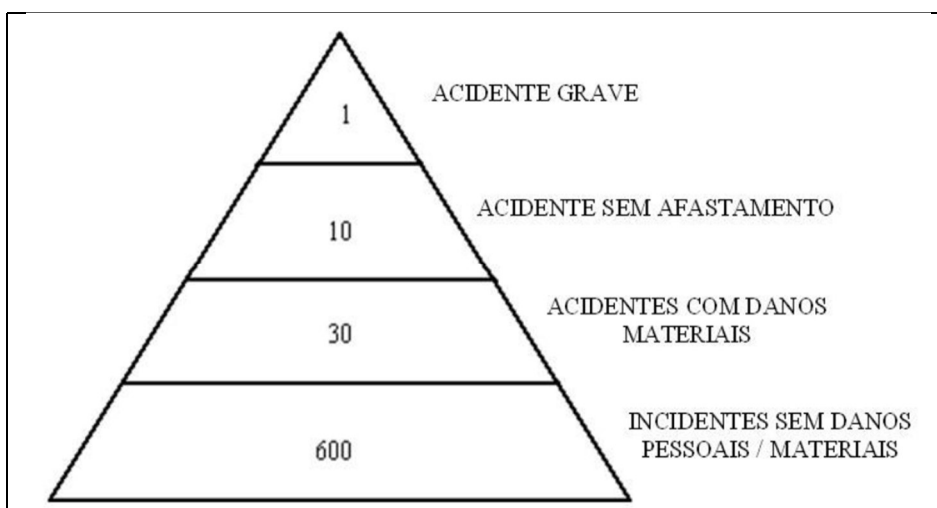 1
ACIDENTE GRAVE
10
ACIDENTE SEM AFASTAMENTO
30
ACIDENTES COM DANOS
MATERIAIS
600
INCIDENTES SEM DANOS
PESSOAIS / MATERIAIS